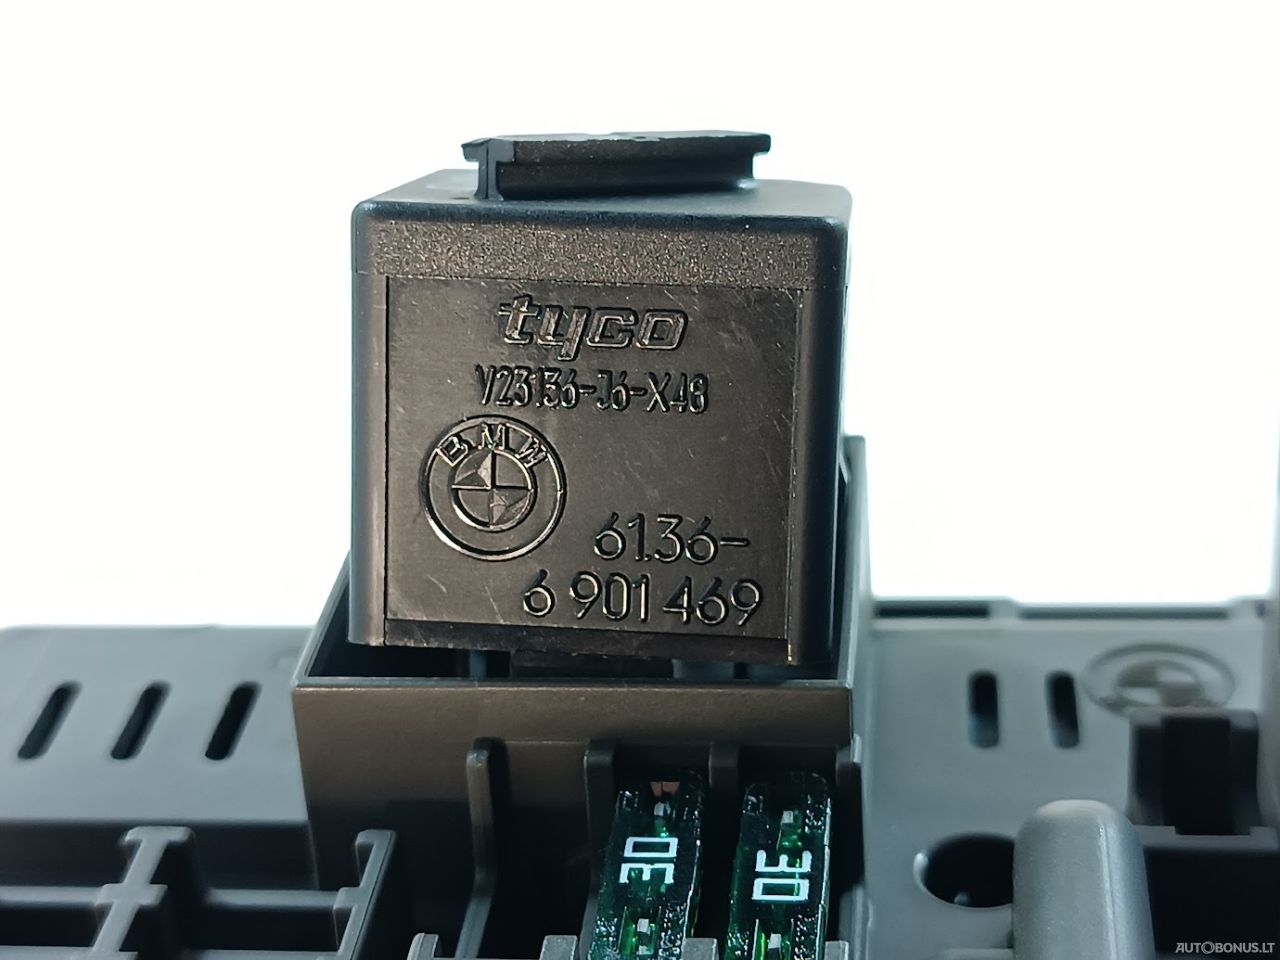 tyco
V23136-J6-X48
BMW
61.36-
6 901 469
30
30
AUTOBONUS.LT